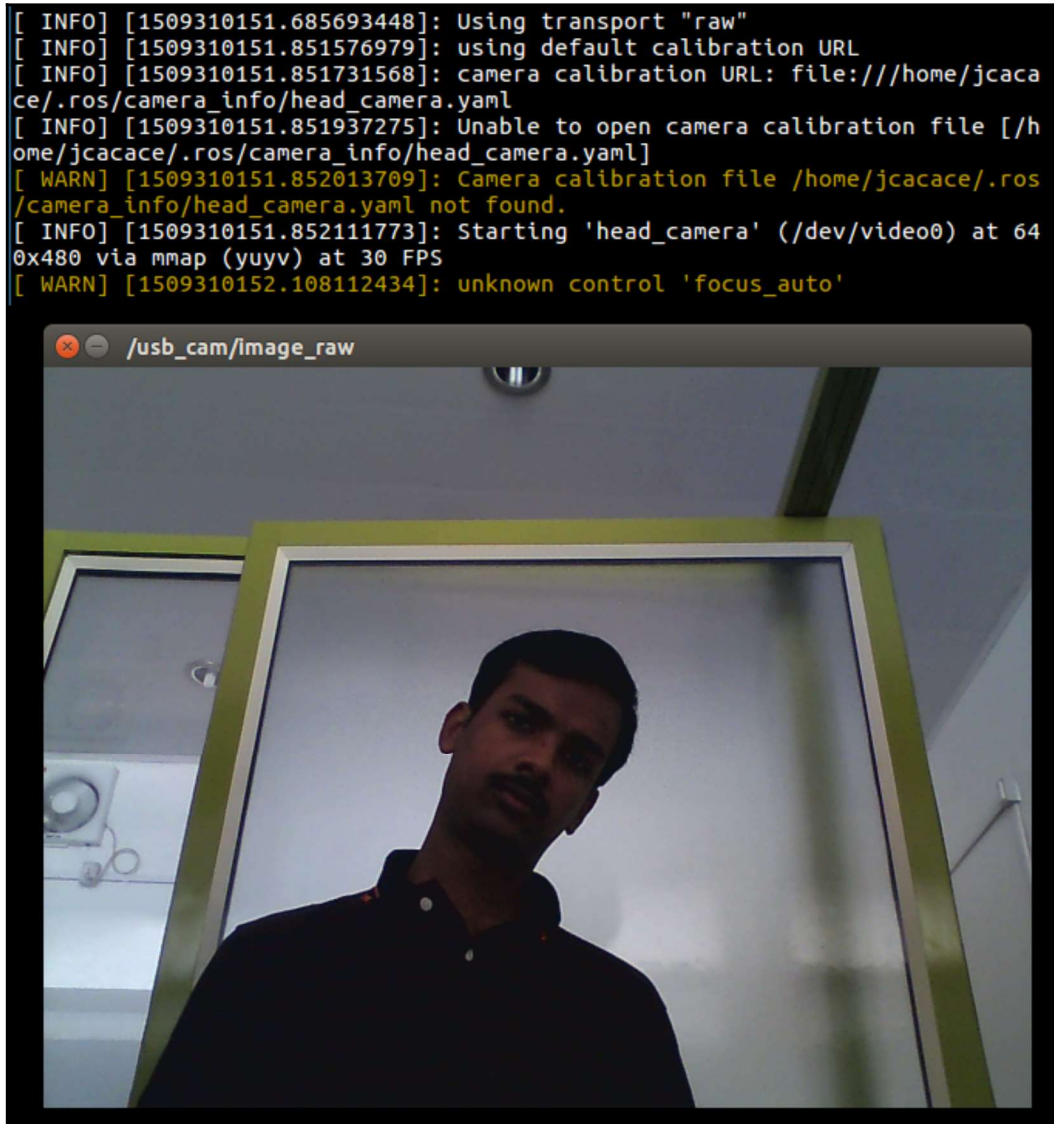 [ INFO] [1509310151.685693448]: Using transport "raw"
[ INFO] [1509310151.851576979]: using default calibration URL
[ INFO] [1509310151.851731568]: camera calibration URL: file:///home/jcaca
ce/.ros/camera_info/head_camera.yaml
[ INFO] [1509310151.851937275]: Unable to open camera calibration file [/h
ome/jcacace/.ros/camera_info/head_camera.yaml]
[ WARN] [1509310151.852013709]: Camera calibration file /home/jcacace/.ros
/camera_info/head_camera.yaml not found.
[ INFO] [1509310151.852111773]: Starting 'head_camera' (/dev/video0) at 64
0x480 via mmap (yuyv) at 30 FPS
[ WARN] [1509310152.108112434]: unknown control 'focus_auto'
/usb_cam/image_raw